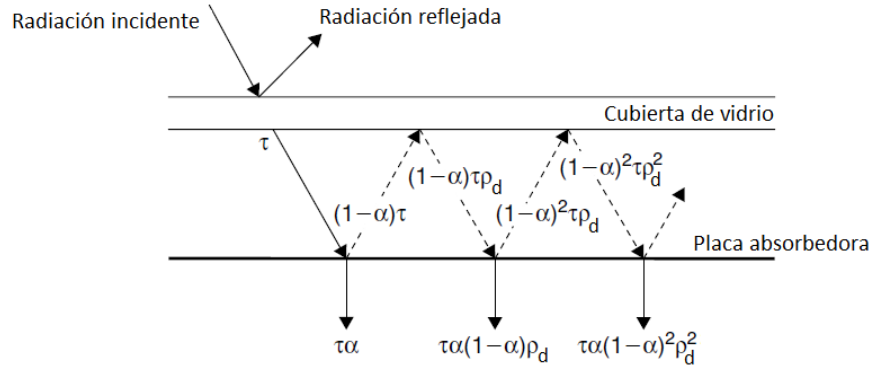 Radiación incidente
Radiación reflejada
Cubierta de vidrio
τ
(1−α)τ
(1−α)τρd
(1−α)²τρd
(1−α)²τρd²
Placa absorbedora
τα
τα(1−α)ρd
τα(1−α)²ρd²